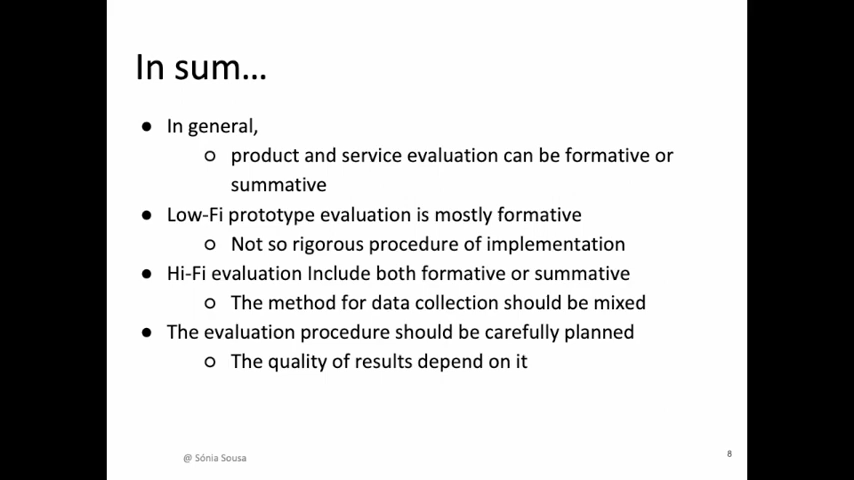 In sum...
● In general,
○ product and service evaluation can be formative or
summative
● Low-Fi prototype evaluation is mostly formative
○ Not so rigorous procedure of implementation
● Hi-Fi evaluation Include both formative or summative
○ The method for data collection should be mixed
● The evaluation procedure should be carefully planned
○ The quality of results depend on it
@ Sónia Sousa
8